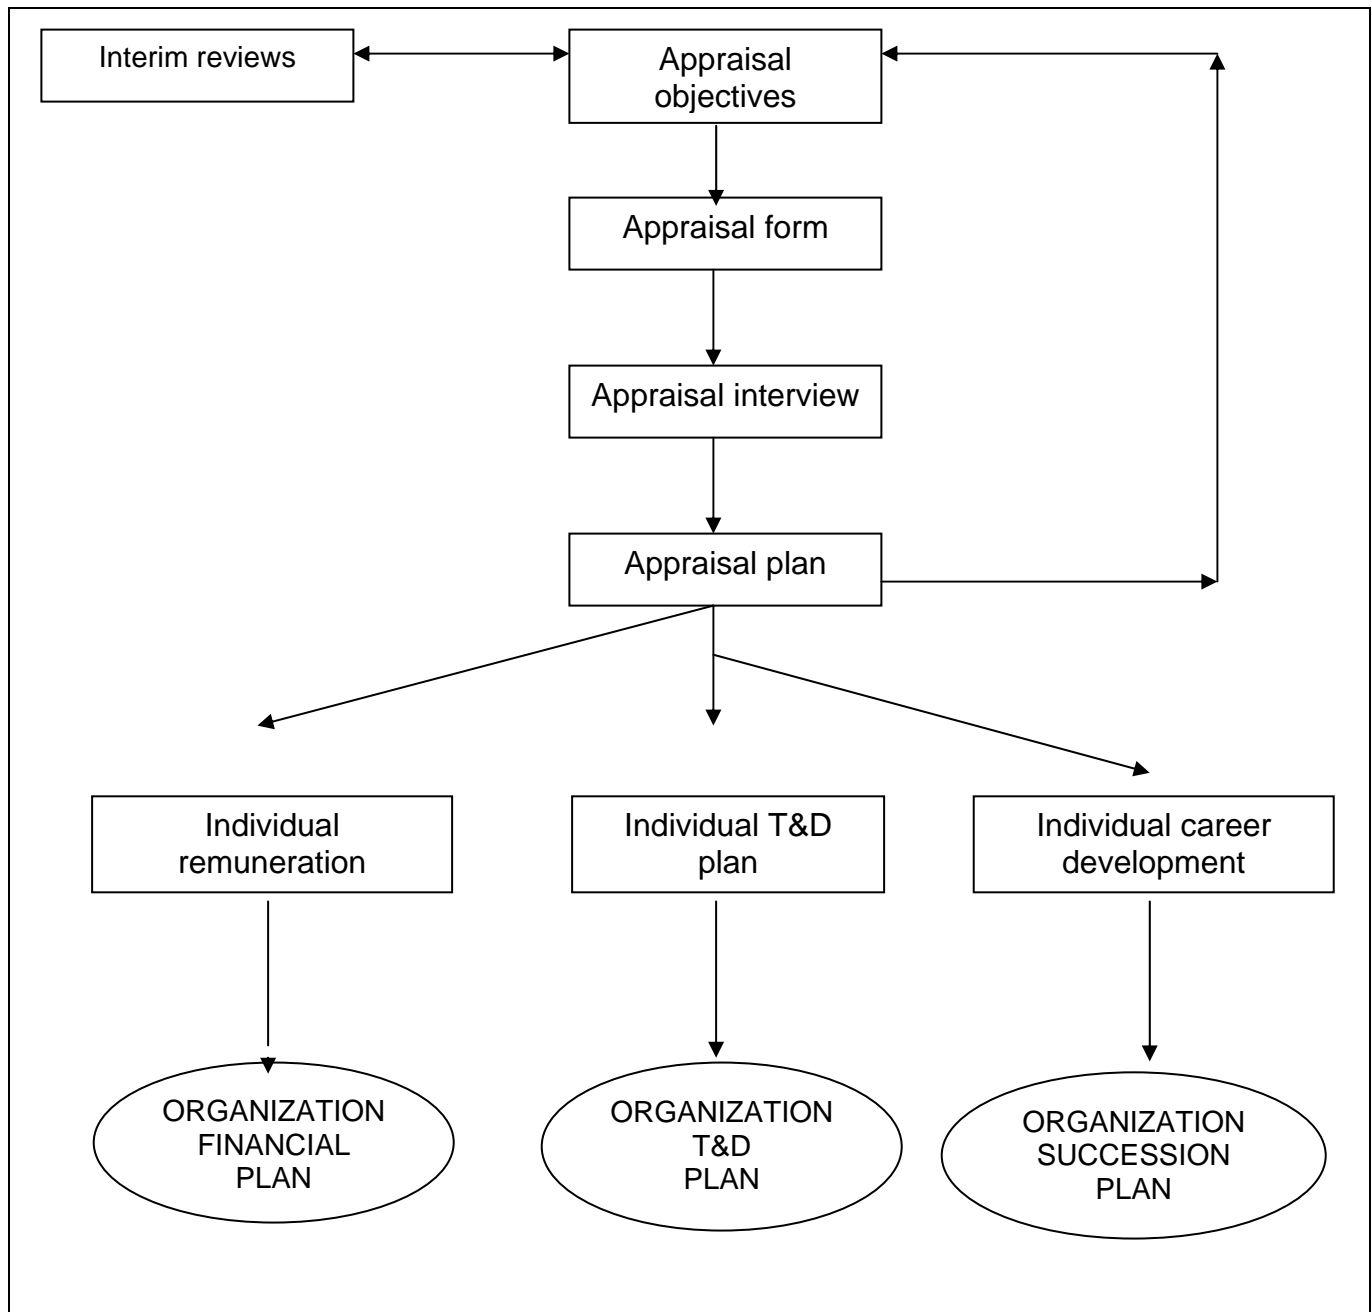 Interim reviews
Appraisal
objectives
Appraisal form
Appraisal interview
Appraisal plan
Individual
remuneration
Individual T&D
plan
Individual career
development
ORGANIZATION
FINANCIAL
PLAN
ORGANIZATION
T&D
PLAN
ORGANIZATION
SUCCESSION
PLAN